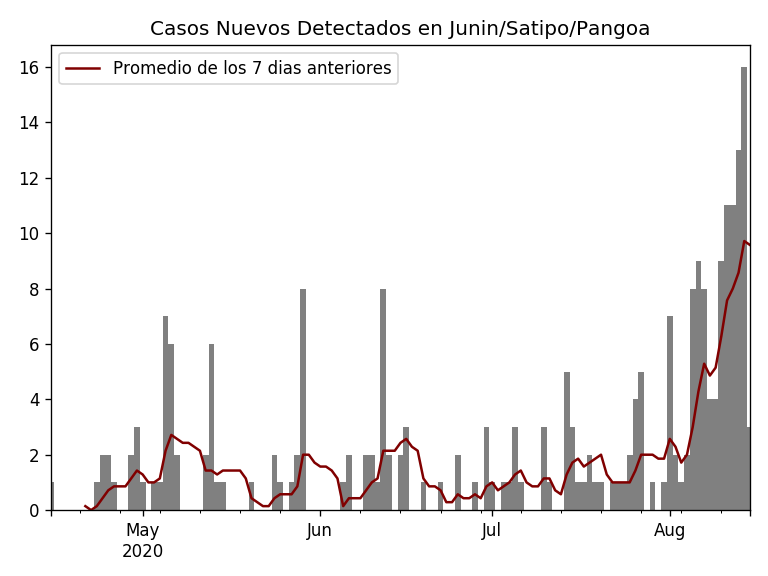 Casos Nuevos Detectados en Junin/Satipo/Pangoa
Promedio de los 7 dias anteriores
16
14
12
10
8
6
4
2
0
May
2020
Jun
Jul
Aug